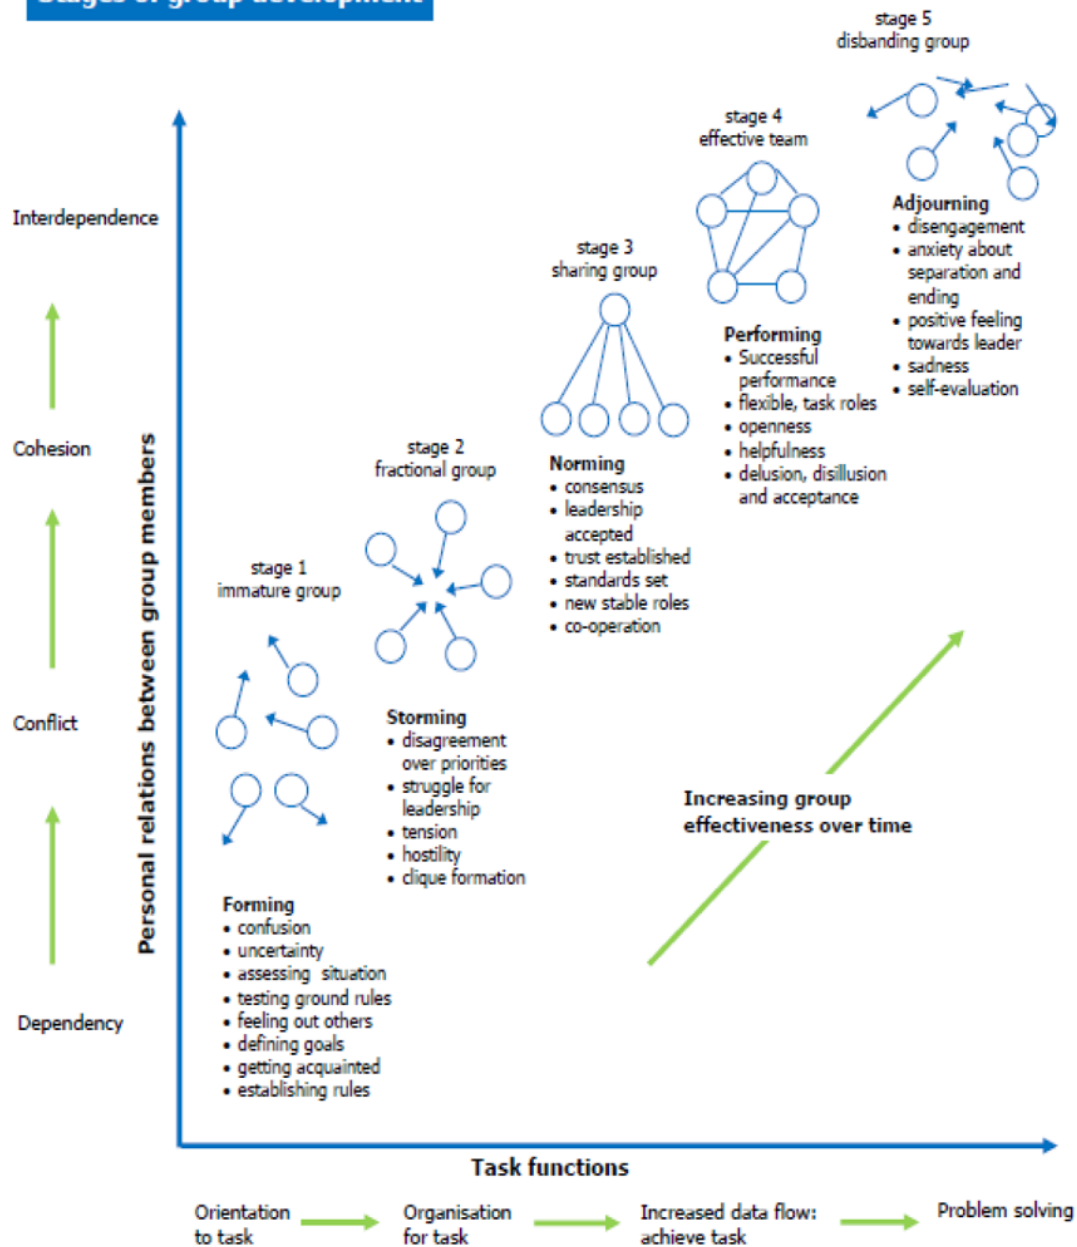 Stages of group development
stage 5
disbanding group
stage 4
effective team
Adjourning
• disengagement
• anxiety about
separation and
ending
• positive feeling
towards leader
• sadness
• self-evaluation
Interdependence
stage 3
sharing group
Performing
• Successful
performance
• flexible, task roles
• openness
• helpfulness
• delusion, disillusion
and acceptance
Cohesion
stage 2
fractional group
Norming
• consensus
• leadership
accepted
• trust established
• standards set
• new stable roles
• co-operation
stage 1
immature group
Personal relations between group members
Conflict
Storming
• disagreement
over priorities
• struggle for
leadership
• tension
• hostility
• clique formation
Increasing group
effectiveness over time
Forming
• confusion
• uncertainty
• assessing situation
• testing ground rules
• feeling out others
• defining goals
• getting acquainted
• establishing rules
Dependency
Task functions
Orientation
to task
Organisation
for task
Increased data flow:
achieve task
Problem solving